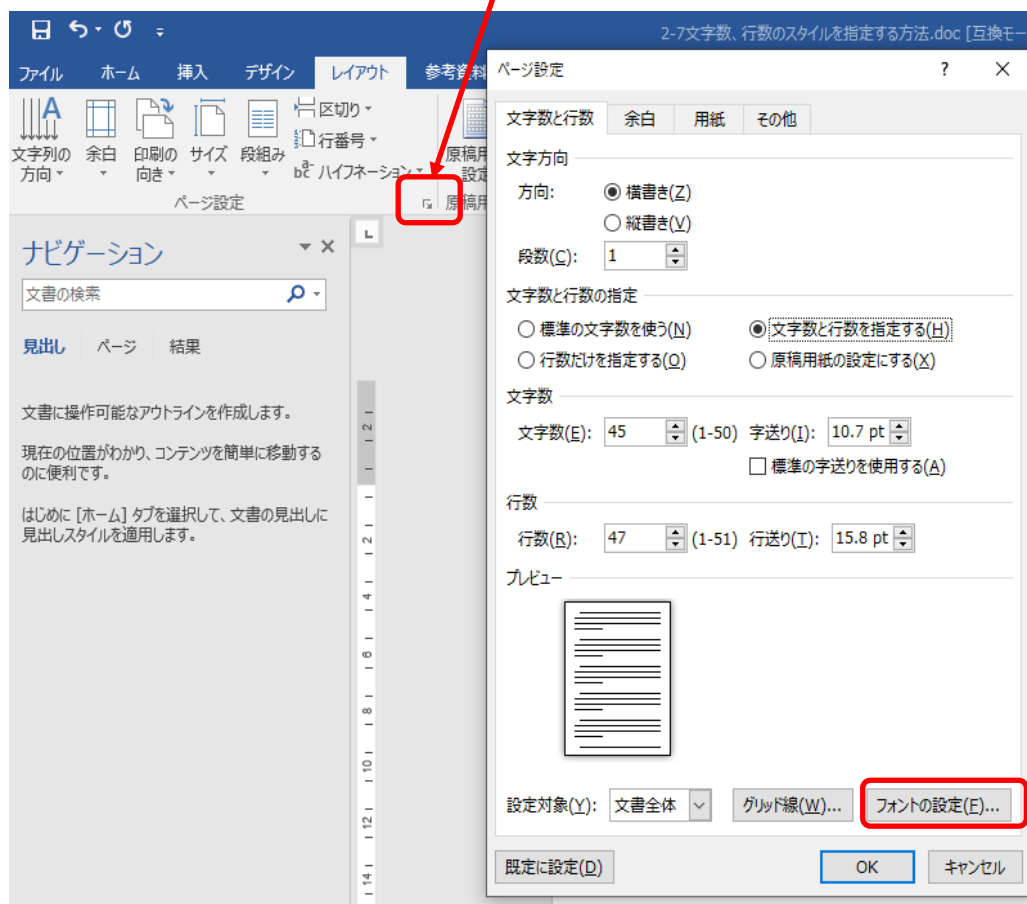 2-7文字数、行数のスタイルを指定する方法.doc [互換モー
ファイル ホーム 挿入 デザイン レイアウト 参考資料
文字列の方向 余白 印刷の向き サイズ 段組み
区切り
行番号
ハイフネーション
原稿用
設定
ページ設定
原稿用
ナビゲーション
文書の検索
見出し ページ 結果
文書に操作可能なアウトラインを作成します。
現在の位置がわかり、コンテンツを簡単に移動する
のに便利です。
はじめに [ホーム] タブを選択して、文書の見出しに
見出しスタイルを適用します。
L
2
2
4
6
8
10
12
14
ページ設定 ?
文字数と行数 余白 用紙 その他
文字方向
方向: 横書き(Z)
縦書き(V)
段数(C): 1
文字数と行数の指定
標準の文字数を使う(N) 文字数と行数を指定する(H)
行数だけを指定する(O) 原稿用紙の設定にする(X)
文字数
文字数(E): 45 (1-50) 字送り(I): 10.7 pt
標準の字送りを使用する(A)
行数
行数(R): 47 (1-51) 行送り(T): 15.8 pt
プレビュー
設定対象(Y): 文書全体 グリッド線(W)... フォントの設定(F)...
既定に設定(D) OK キャンセル